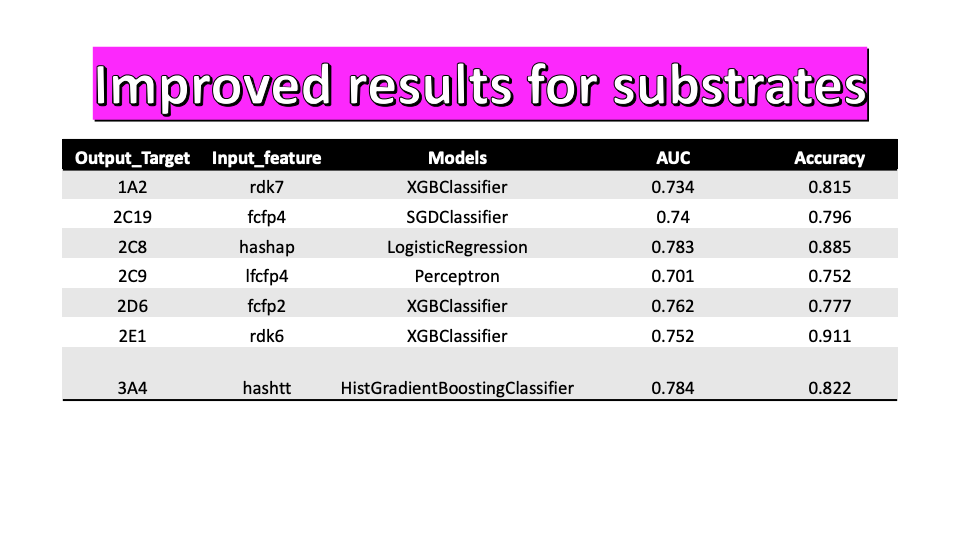 Improved results for substrates
Output_Target Input_feature Models AUC Accuracy
1A2 rdk7 XGBClassifier 0.734 0.815
2C19 fcfp4 SGDClassifier 0.74 0.796
2C8 hashap LogisticRegression 0.783 0.885
2C9 lfcfp4 Perceptron 0.701 0.752
2D6 fcfp2 XGBClassifier 0.762 0.777
2E1 rdk6 XGBClassifier 0.752 0.911
3A4 hashtt HistGradientBoostingClassifier 0.784 0.822